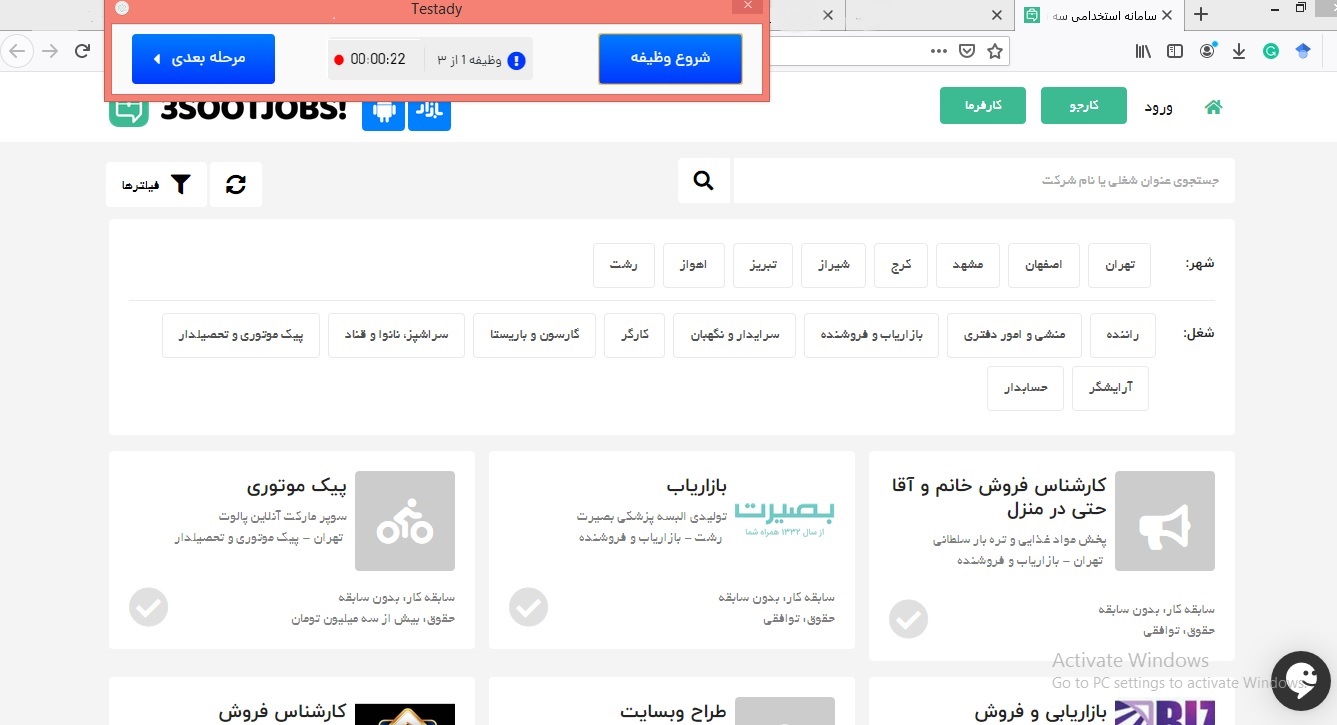 Testady
شروع وظیفه
وظیفه 1 از ۳
00:00:22
مرحله بعدی
سامانه استخدامی سه
3SOOTJOBS!
بازار
ورود
کارجو
کارفرما
جستجوی عنوان شغلی یا نام شرکت
فیلترها
شهر:
تهران
اصفهان
مشهد
کرج
شیراز
تبریز
اهواز
رشت
شغل:
راننده
منشی و امور دفتری
بازاریاب و فروشنده
سرایدار و نگهبان
کارگر
گارسون و باریستا
سرآشپز، نانوا و قناد
پیک موتوری و تحصیلدار
آرایشگر
حسابدار
کارشناس فروش خانم و آقا
حتی در منزل
پخش مواد غذایی و تره بار سلطانی
تهران - بازاریاب و فروشنده
سابقه کار: بدون سابقه
حقوق: توافقی
بازاریاب
تولیدی البسه پزشکی بصیرت
رشت - بازاریاب و فروشنده
بصیرت
از سال ۱۳۳۲ همراه شما
سابقه کار: بدون سابقه
حقوق: توافقی
پیک موتوری
سوپر مارکت آنلاین پالوت
تهران - پیک موتوری و تحصیلدار
سابقه کار: بدون سابقه
حقوق: بیش از سه میلیون تومان
بازاریابی و فروش
BIZ
طراح وبسایت
کارشناس فروش
Activate Windows
Go to PC settings to activate Windows.